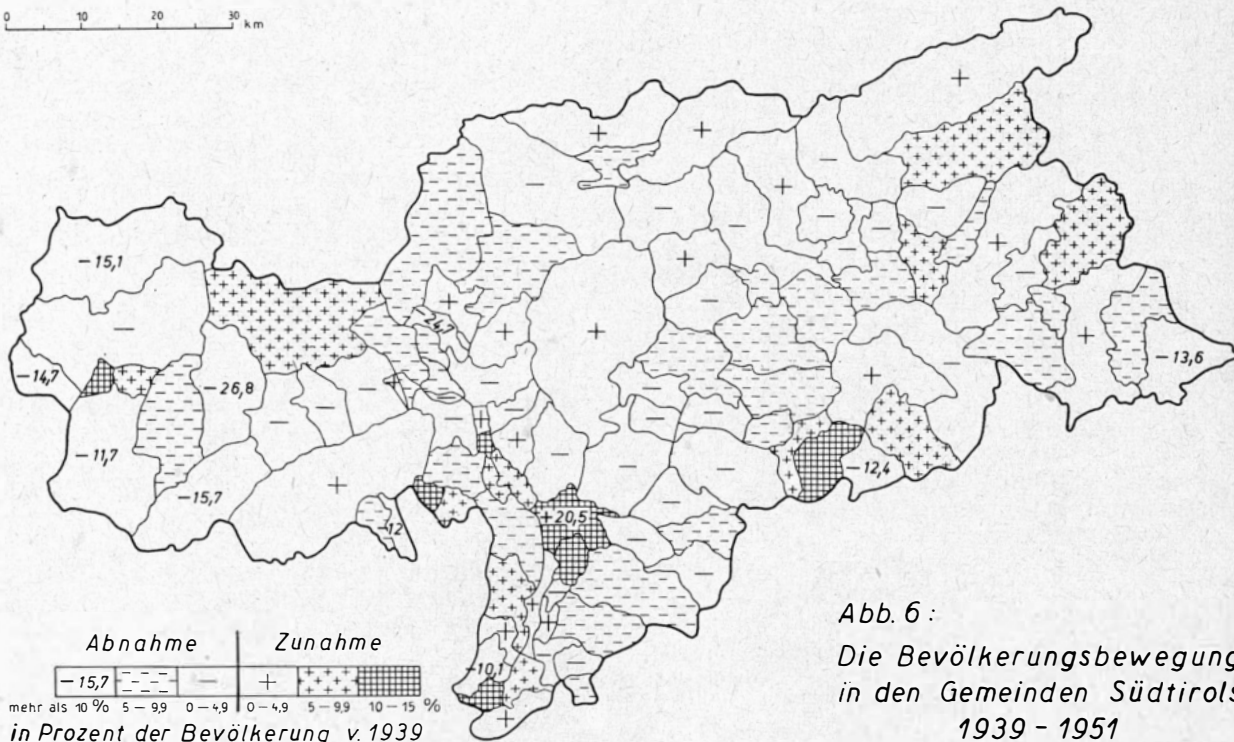 0 10 20 30 km
−15,1
−14,7
−26,8
−11,7
−15,7
−12
+20,5
−12,4
−13,6
10,1
Abnahme Zunahme
−15,7
mehr als 10 % 5 − 9,9 0 − 4,9 0 − 4,9 5 − 9,9 10 − 15 %
in Prozent der Bevölkerung v. 1939
Abb. 6 :
Die Bevölkerungsbewegung
in den Gemeinden Südtirols
1939 − 1951